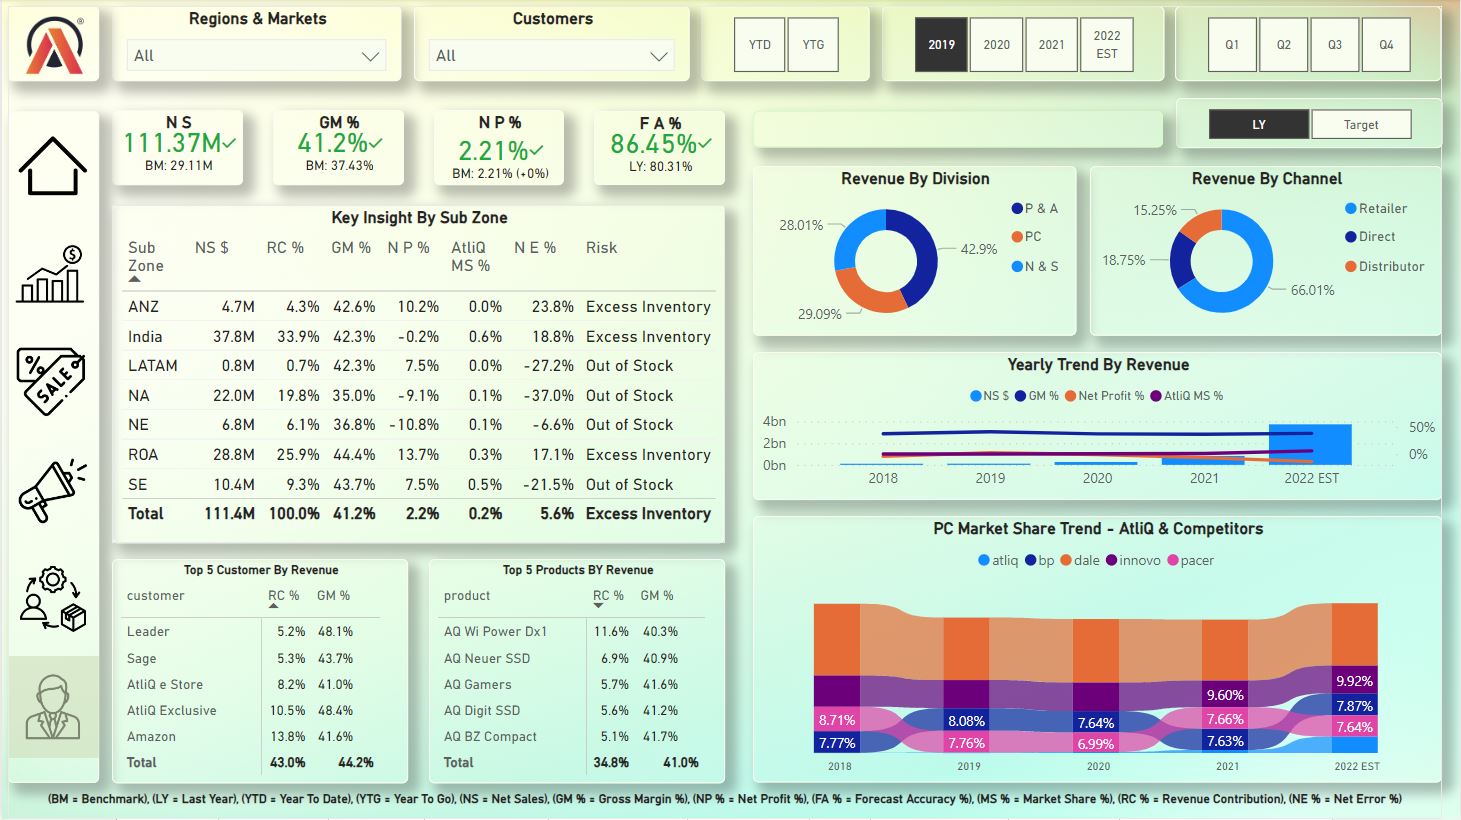 Regions & Markets
All
Customers
All
YTD YTG
2019 2020 2021 2022 EST
Q1 Q2 Q3 Q4
LY Target
N S
111.37M
BM: 29.11M
GM %
41.2%
BM: 37.43%
N P %
2.21%
BM: 2.21% (+0%)
F A %
86.45%
LY: 80.31%
Key Insight By Sub Zone
Sub Zone NS $ RC % GM % N P % AtliQ MS % N E % Risk
ANZ 4.7M 4.3% 42.6% 10.2% 0.0% 23.8% Excess Inventory
India 37.8M 33.9% 42.3% -0.2% 0.6% 18.8% Excess Inventory
LATAM 0.8M 0.7% 42.3% 7.5% 0.0% -27.2% Out of Stock
NA 22.0M 19.8% 35.0% -9.1% 0.1% -37.0% Out of Stock
NE 6.8M 6.1% 36.8% -10.8% 0.1% -6.6% Out of Stock
ROA 28.8M 25.9% 44.4% 13.7% 0.3% 17.1% Excess Inventory
SE 10.4M 9.3% 43.7% 7.5% 0.5% -21.5% Out of Stock
Total 111.4M 100.0% 41.2% 2.2% 0.2% 5.6% Excess Inventory
Top 5 Customer By Revenue
customer RC % GM %
Leader 5.2% 48.1%
Sage 5.3% 43.7%
AtliQ e Store 8.2% 41.0%
AtliQ Exclusive 10.5% 48.4%
Amazon 13.8% 41.6%
Total 43.0% 44.2%
Top 5 Products BY Revenue
product RC % GM %
AQ Wi Power Dx1 11.6% 40.3%
AQ Neuer SSD 6.9% 40.9%
AQ Gamers 5.7% 41.6%
AQ Digit SSD 5.6% 41.2%
AQ BZ Compact 5.1% 41.7%
Total 34.8% 41.0%
Revenue By Division
28.01%
42.9%
29.09%
P & A
PC
N & S
Revenue By Channel
15.25%
18.75%
66.01%
Retailer
Direct
Distributor
Yearly Trend By Revenue
NS $ GM % Net Profit % AtliQ MS %
4bn
2bn
0bn
50%
0%
2018 2019 2020 2021 2022 EST
PC Market Share Trend - AtliQ & Competitors
atliq bp dale innovo pacer
8.71%
7.77%
8.08%
7.76%
7.64%
6.99%
9.60%
7.66%
7.63%
9.92%
7.87%
7.64%
2018 2019 2020 2021 2022 EST
SALE
(BM = Benchmark), (LY = Last Year), (YTD = Year To Date), (YTG = Year To Go), (NS = Net Sales), (GM % = Gross Margin %), (NP % = Net Profit %), (FA % = Forecast Accuracy %), (MS % = Market Share %), (RC % = Revenue Contribution), (NE % = Net Error %)